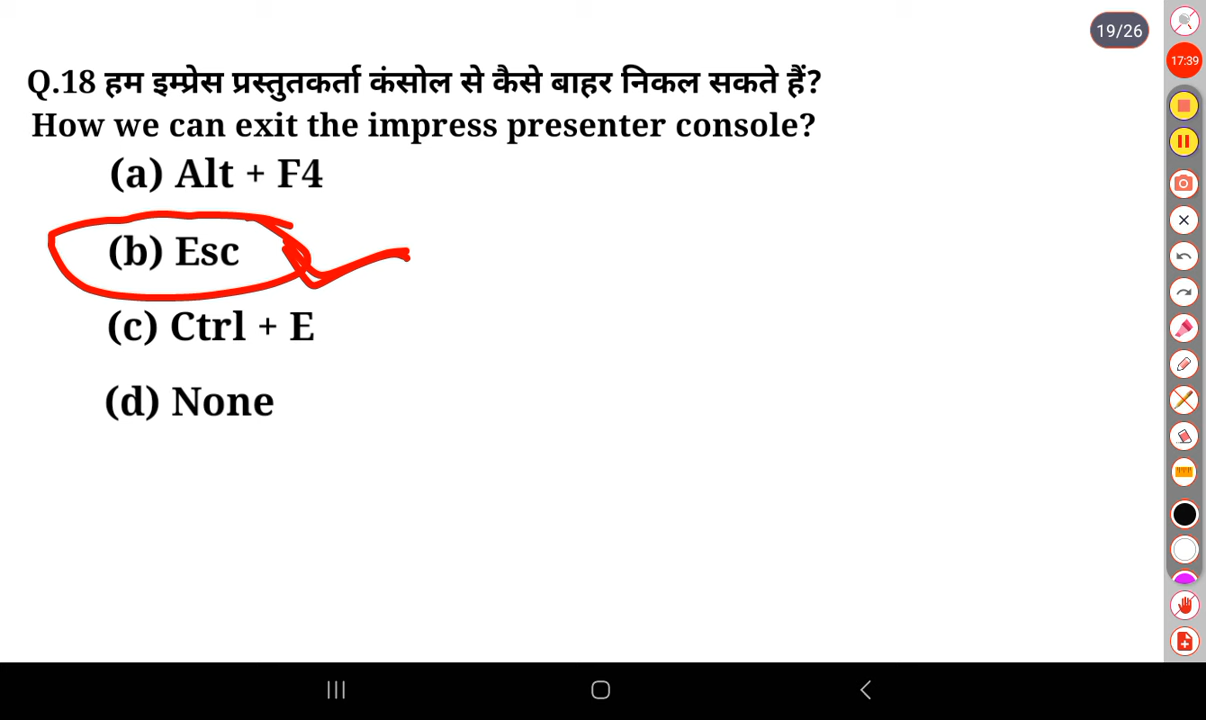 19/26
17:39
Q.18 हम इम्प्रेस प्रस्तुतकर्ता कंसोल से कैसे बाहर निकल सकते हैं?
How we can exit the impress presenter console?
(a) Alt + F4
(b) Esc
(c) Ctrl + E
(d) None